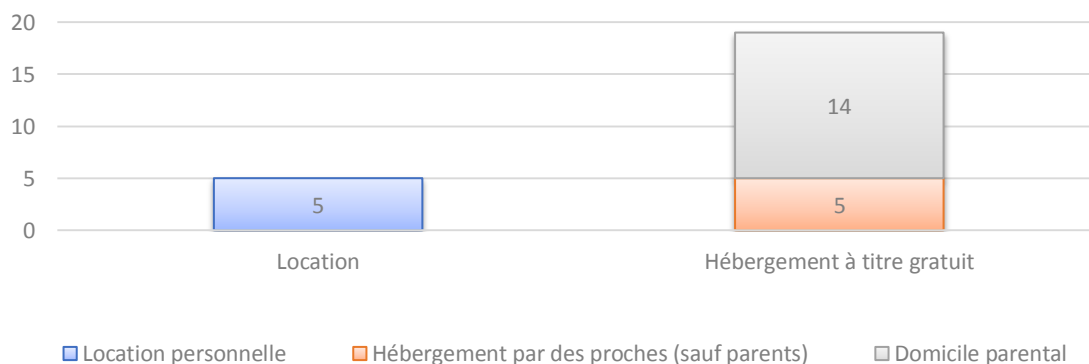 20
15
10
5
0
14
5
5
Location
Hébergement à titre gratuit
Location personnelle
Hébergement par des proches (sauf parents)
Domicile parental